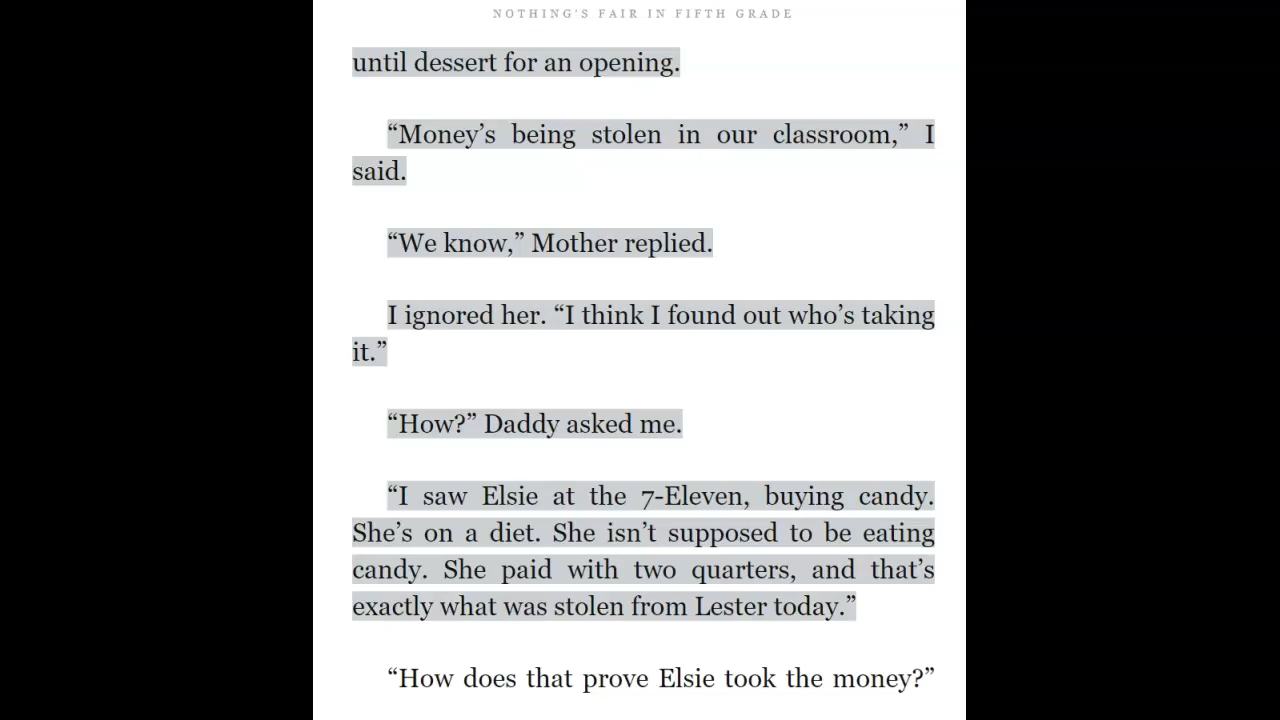 NOTHING'S FAIR IN FIFTH GRADE
until dessert for an opening.
“Money’s being stolen in our classroom,” I
said.
“We know,” Mother replied.
I ignored her. “I think I found out who’s taking
it.”
“How?” Daddy asked me.
“I saw Elsie at the 7-Eleven, buying candy.
She’s on a diet. She isn’t supposed to be eating
candy. She paid with two quarters, and that’s
exactly what was stolen from Lester today.”
“How does that prove Elsie took the money?”